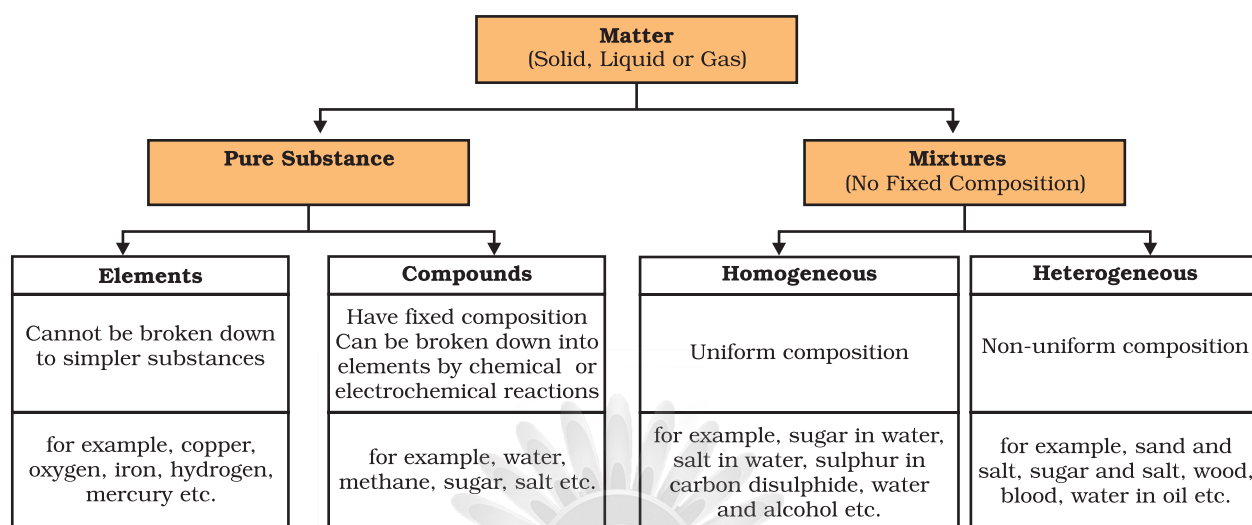 Matter
(Solid, Liquid or Gas)
Pure Substance
Mixtures
(No Fixed Composition)
Elements
Cannot be broken down
to simpler substances
for example, copper,
oxygen, iron, hydrogen,
mercury etc.
Compounds
Have fixed composition
Can be broken down into
elements by chemical or
electrochemical reactions
for example, water,
methane, sugar, salt etc.
Homogeneous
Uniform composition
for example, sugar in water,
salt in water, sulphur in
carbon disulphide, water
and alcohol etc.
Heterogeneous
Non-uniform composition
for example, sand and
salt, sugar and salt, wood,
blood, water in oil etc.